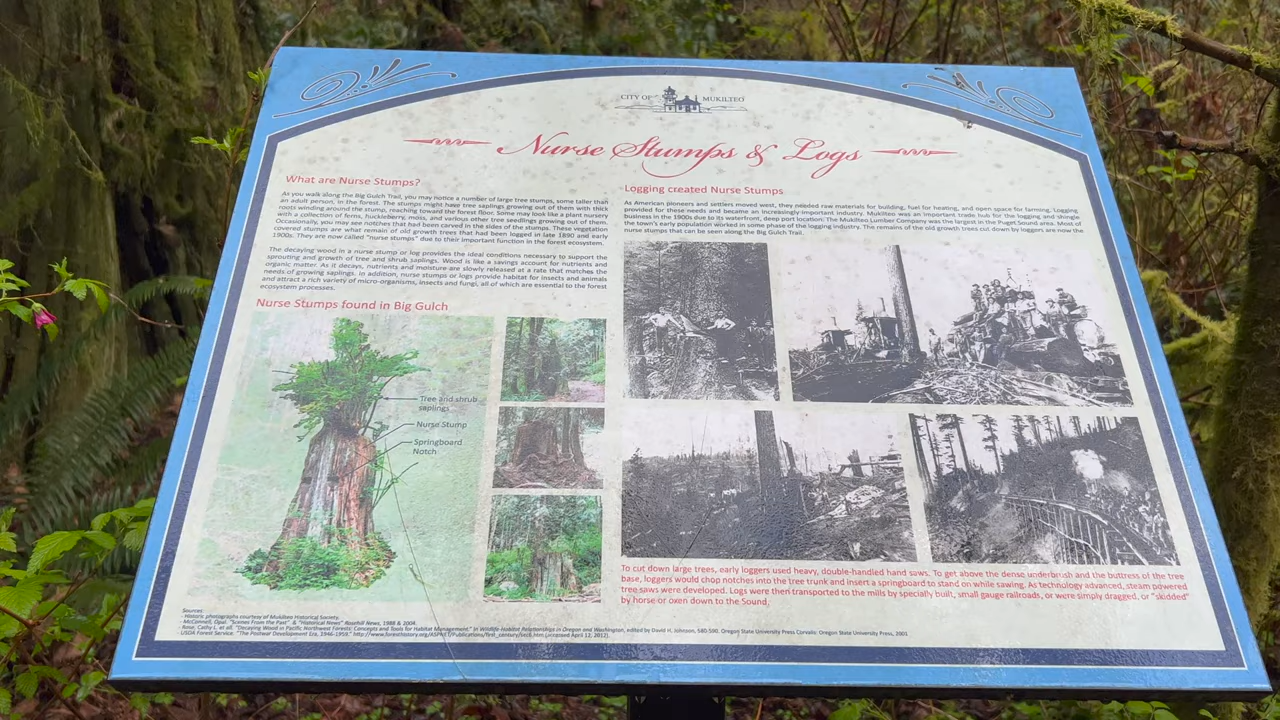 CITY OF MUKILTEO
Nurse Stumps & Logs
What are Nurse Stumps?
As you walk along the Big Gulch Trail, you may notice a number of large tree stumps, some taller than
an adult person, in the forest. The stumps might have tree saplings growing out of them with thick
roots winding around the stump, reaching toward the forest floor. Some may look like a plant nursery
with a collection of ferns, huckleberry, moss, and various other tree seedlings growing out of them.
Occasionally, you may see notches that had been carved in the sides of the stumps. These vegetation
covered stumps are what remain of old growth trees that had been logged in late 1890 and early
1900s. They are now called "nurse stumps" due to their important function in the forest ecosystem.
The decaying wood in a nurse stump or log provides the ideal conditions necessary to support the
sprouting and growth of tree and shrub saplings. Wood is like a savings account for nutrients and
organic matter. As it decays, nutrients and moisture are slowly released at a rate that matches the
needs of growing saplings. In addition, nurse stumps or logs provide habitat for insects and animals
and attract a rich variety of micro-organisms, insects and fungi, all of which are essential to the forest
ecosystem processes.
Nurse Stumps found in Big Gulch
Tree and shrub
saplings
Nurse Stump
Springboard
Notch
Logging created Nurse Stumps
As American pioneers and settlers moved west, they needed raw materials for building, fuel for heating, and open space for farming. Logging
provided for these needs and became an increasingly important industry. Mukilteo was an important trade hub for the logging and shingle
business in the 1900s due to its waterfront, deep port location. The Mukilteo Lumber Company was the largest in the Puget Sound area. Most of
the town's early population worked in some phase of the logging industry. The remains of the old growth trees cut down by loggers are now the
nurse stumps that can be seen along the Big Gulch Trail.
To cut down large trees, early loggers used heavy, double-handled hand saws. To get above the dense underbrush and the buttress of the tree
base, loggers would chop notches into the tree trunk and insert a springboard to stand on while sawing. As technology advanced, steam powered
tree saws were developed. Logs were then transported to the mills by specially built, small gauge railroads, or were simply dragged, or "skidded"
by horse or oxen down to the Sound.
Sources
- Historic photographs courtesy of Mukilteo Historical Society.
- McConnell, Opal. "Scenes From the Past" & "Historical News" Rosehill News, 1988 & 2004.
- Rose, Cathy L. et all. "Decaying Wood in Pacific Northwest Forests: Concepts and Tools for Habitat Management." In Wildlife Habitat Relationships in Oregon and Washington, edited by David H. Johnson, 580-590. Oregon State University Press Corvalis: Oregon State University Press, 2001
- USDA Forest Service. "The Postwar Development Era, 1946-1959." http://www.foresthistory.org/ASPNET/Publications/first_century/sec6.htm (accessed April 12, 2012).